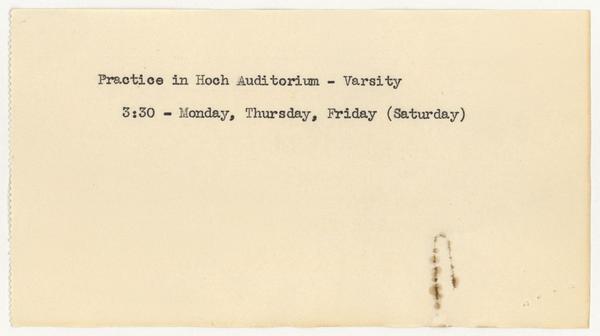 Practice in Hoch Auditorium - Varsity
3:30 - Monday, Thursday, Friday (Saturday)